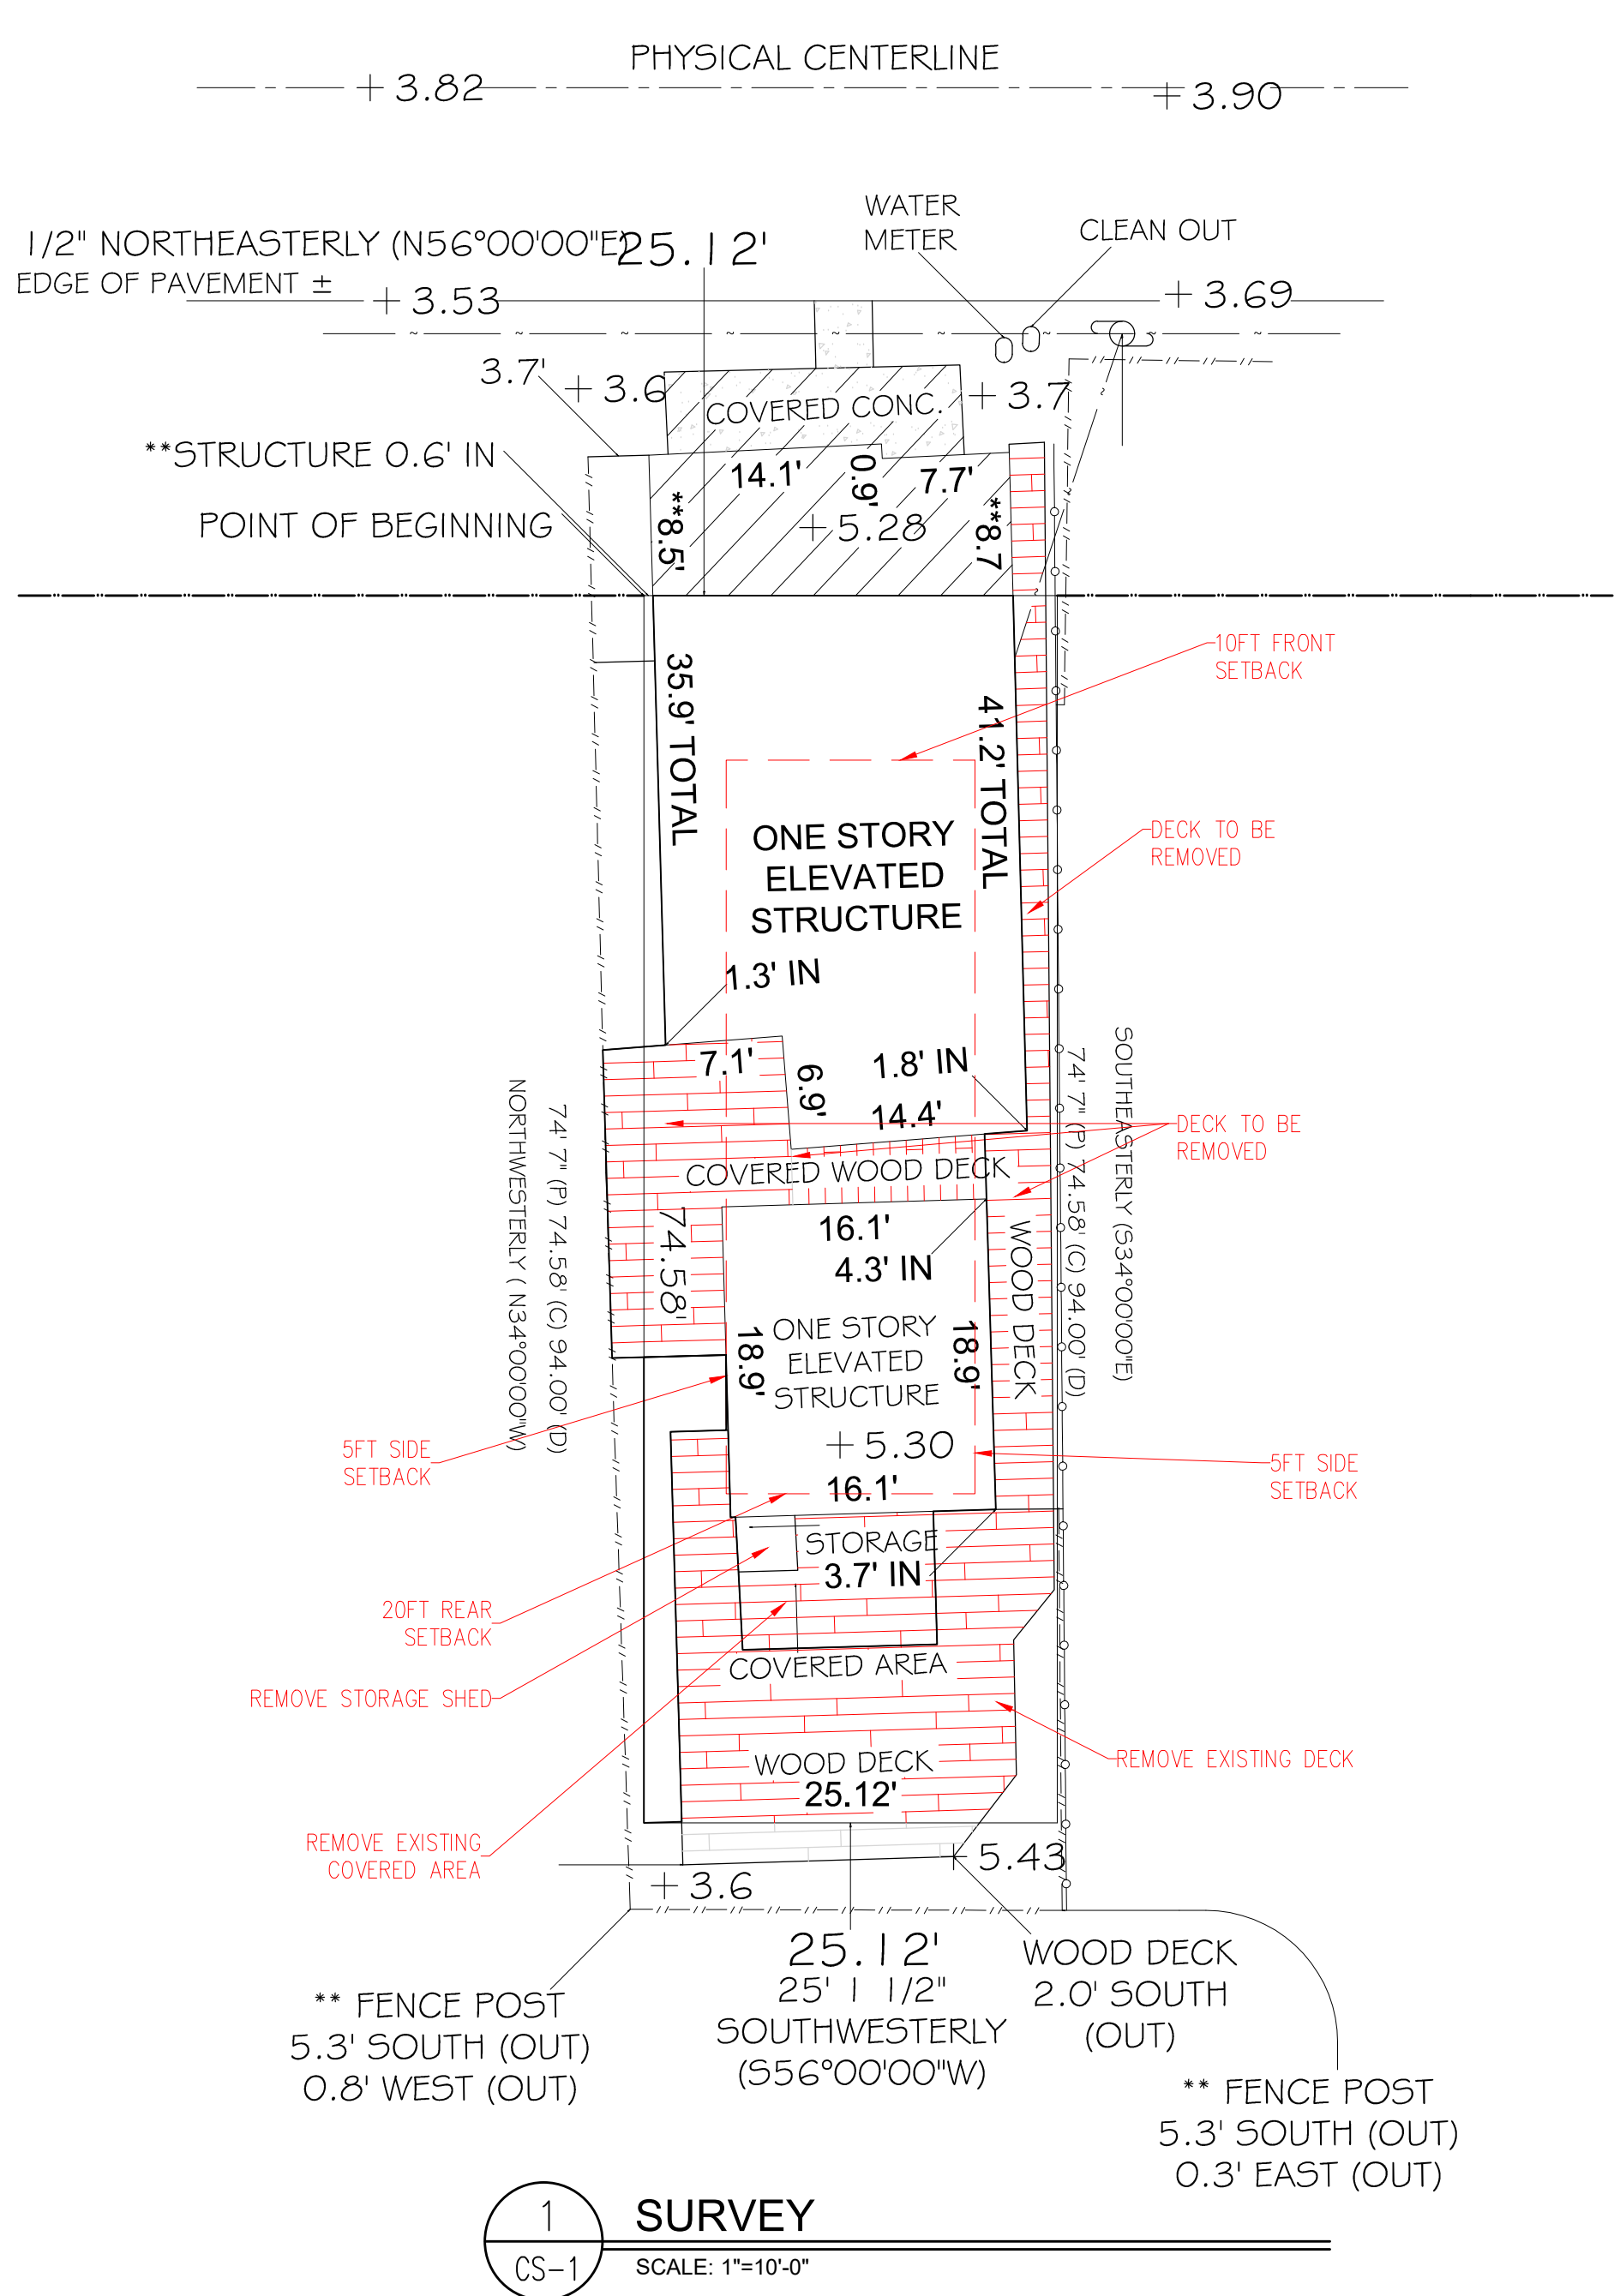 PHYSICAL CENTERLINE
+ 3.82
+ 3.90
WATER
METER
CLEAN OUT
1/2" NORTHEASTERLY (N56°00'00"E)
25.12'
EDGE OF PAVEMENT ±
+ 3.53
+ 3.69
3.7'
+ 3.6
COVERED CONC.
+ 3.7
**STRUCTURE 0.6' IN
14.1'
0.9'
7.7'
**8.5'
**8.7
POINT OF BEGINNING
+ 5.28
10FT FRONT
SETBACK
35.9' TOTAL
41.2' TOTAL
ONE STORY
ELEVATED
STRUCTURE
DECK TO BE
REMOVED
1.3' IN
7.1'
6.9'
1.8' IN
14.4'
DECK TO BE
REMOVED
COVERED WOOD DECK
NORTHWESTERLY ( N34°00'00"W)
74' 7" (P) 74.58' (C) 94.00' (D)
74.58'
74' 7" (P) 74.58' (C) 94.00' (D)
SOUTHEASTERLY (S34°00'00"E)
16.1'
4.3' IN
WOOD DECK
18.9'
ONE STORY
ELEVATED
STRUCTURE
18.9'
+ 5.30
16.1'
5FT SIDE
SETBACK
5FT SIDE
SETBACK
STORAGE
3.7' IN
20FT REAR
SETBACK
COVERED AREA
REMOVE STORAGE SHED
WOOD DECK
25.12'
REMOVE EXISTING DECK
REMOVE EXISTING
COVERED AREA
+ 5.43
+ 3.6
25.12'
25' 1 1/2"
SOUTHWESTERLY
(S56°00'00"W)
WOOD DECK
2.0' SOUTH
(OUT)
** FENCE POST
5.3' SOUTH (OUT)
0.8' WEST (OUT)
** FENCE POST
5.3' SOUTH (OUT)
0.3' EAST (OUT)
1
CS-1
SURVEY
SCALE: 1"=10'-0"